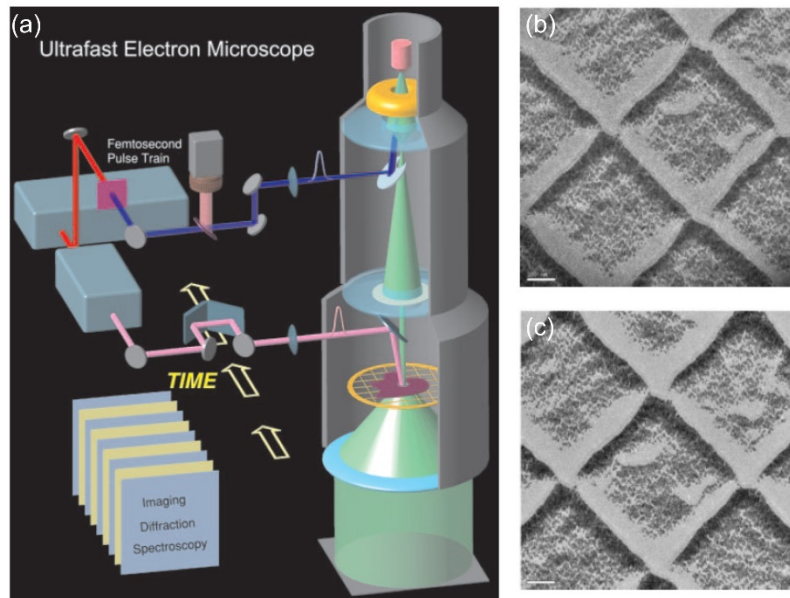 (a)
Ultrafast Electron Microscope
Femtosecond
Pulse Train
TIME
Imaging
Diffraction
Spectroscopy
(b)
(c)